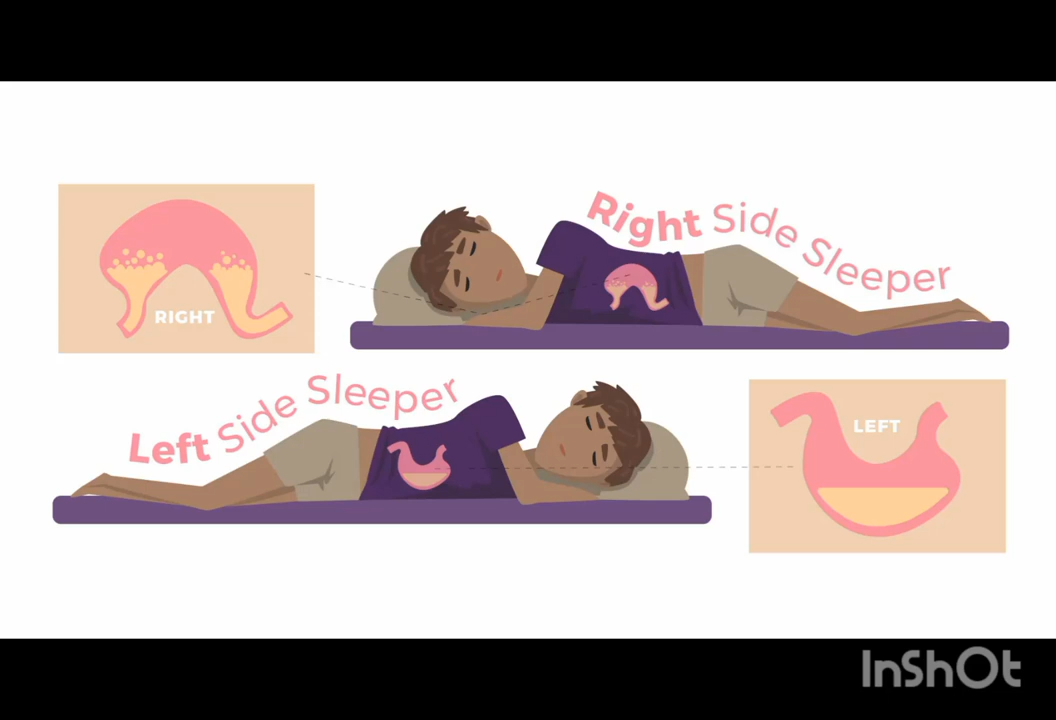 Right Side Sleeper
RIGHT
Left Side Sleeper
LEFT
InShOt